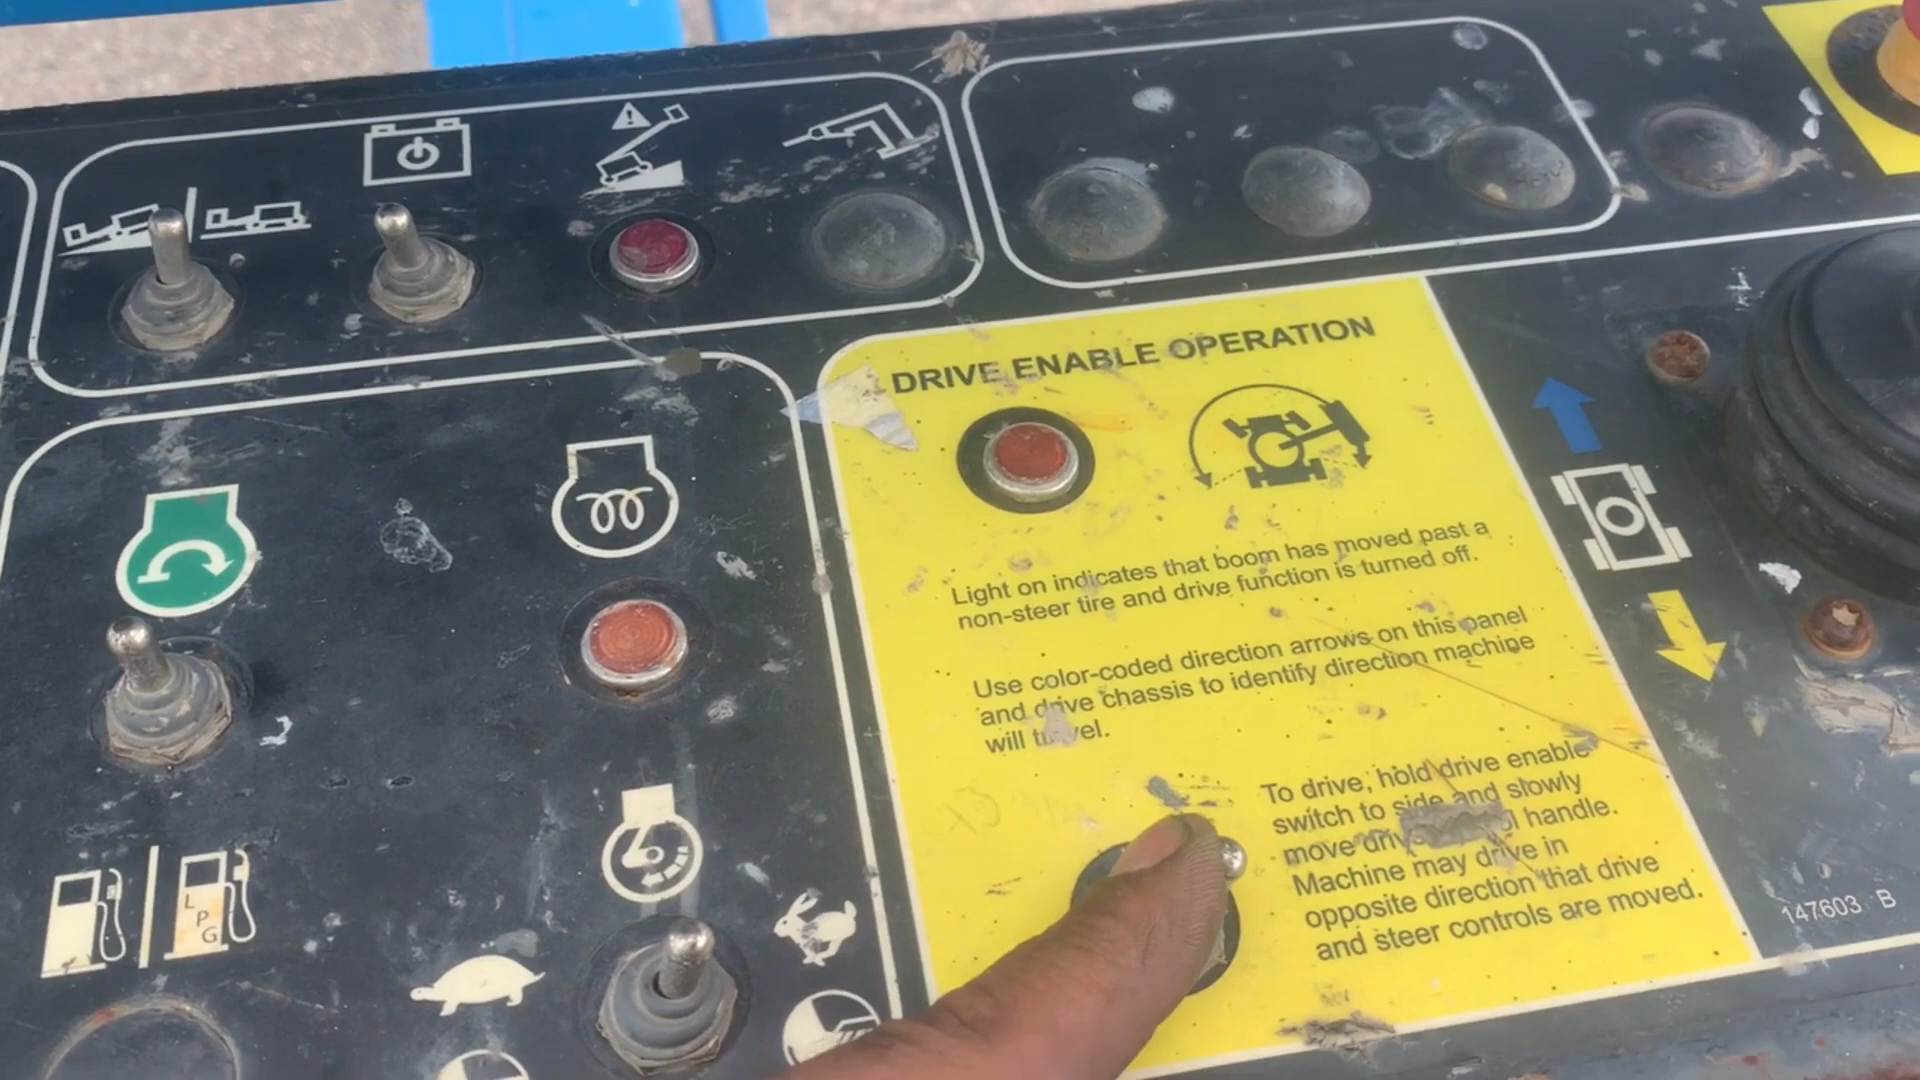 DRIVE ENABLE OPERATION
Light on indicates that boom has moved past a
non-steer tire and drive function is turned off.
Use color-coded direction arrows on this panel
and drive chassis to identify direction machine
will travel.
To drive, hold drive enable
switch to side and slowly
move handle.
Machine may drive in
opposite direction that drive
and steer controls are moved.
LPG
147603 B